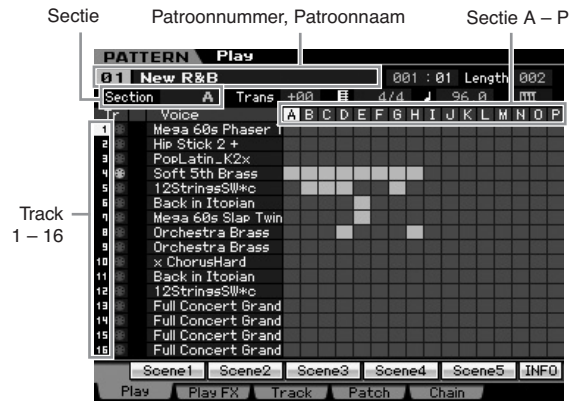 Sectie Patroonnummer, Patroonnaam Sectie A – P
PATTERN Play
01 New R&B 001 : 01 Length 002
Section A Trans +00 4/4 ♩ 96.0
Tr Voice A B C D E F G H I J K L M N O P
1 Mega 60s Phaser T
2 Hip Stick 2 +
3 PopLatin_K2x
4 Soft 5th Brass
5 12StringsSW*c
6 Back in Itopian
7 Mega 60s Slap Twin
8 Orchestra Brass
9 Orchestra Brass
10 x ChorusHard
11 Back in Itopian
12 12StringsSW*c
13 Full Concert Grand
14 Full Concert Grand
15 Full Concert Grand
16 Full Concert Grand
Track
1 – 16
Scene1 Scene2 Scene3 Scene4 Scene5 INFO
Play Play FX Track Patch Chain